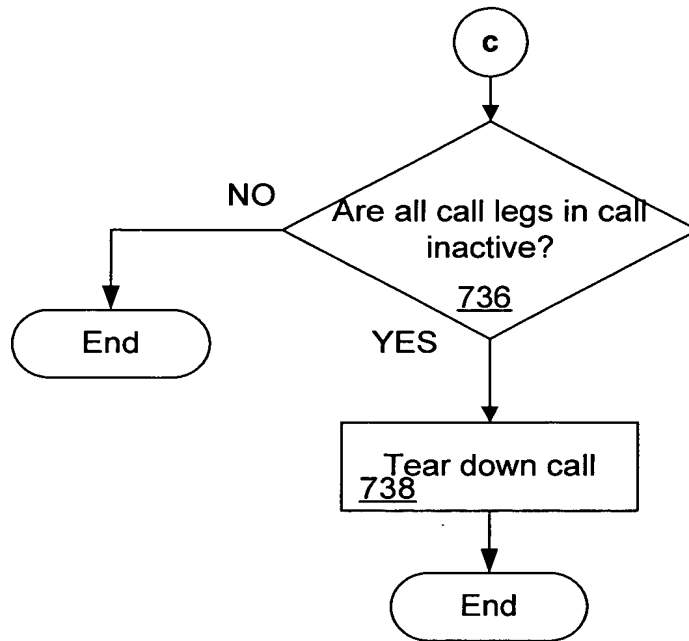 c
NO
Are all call legs in call
inactive?
736
End
YES
Tear down call
738
End